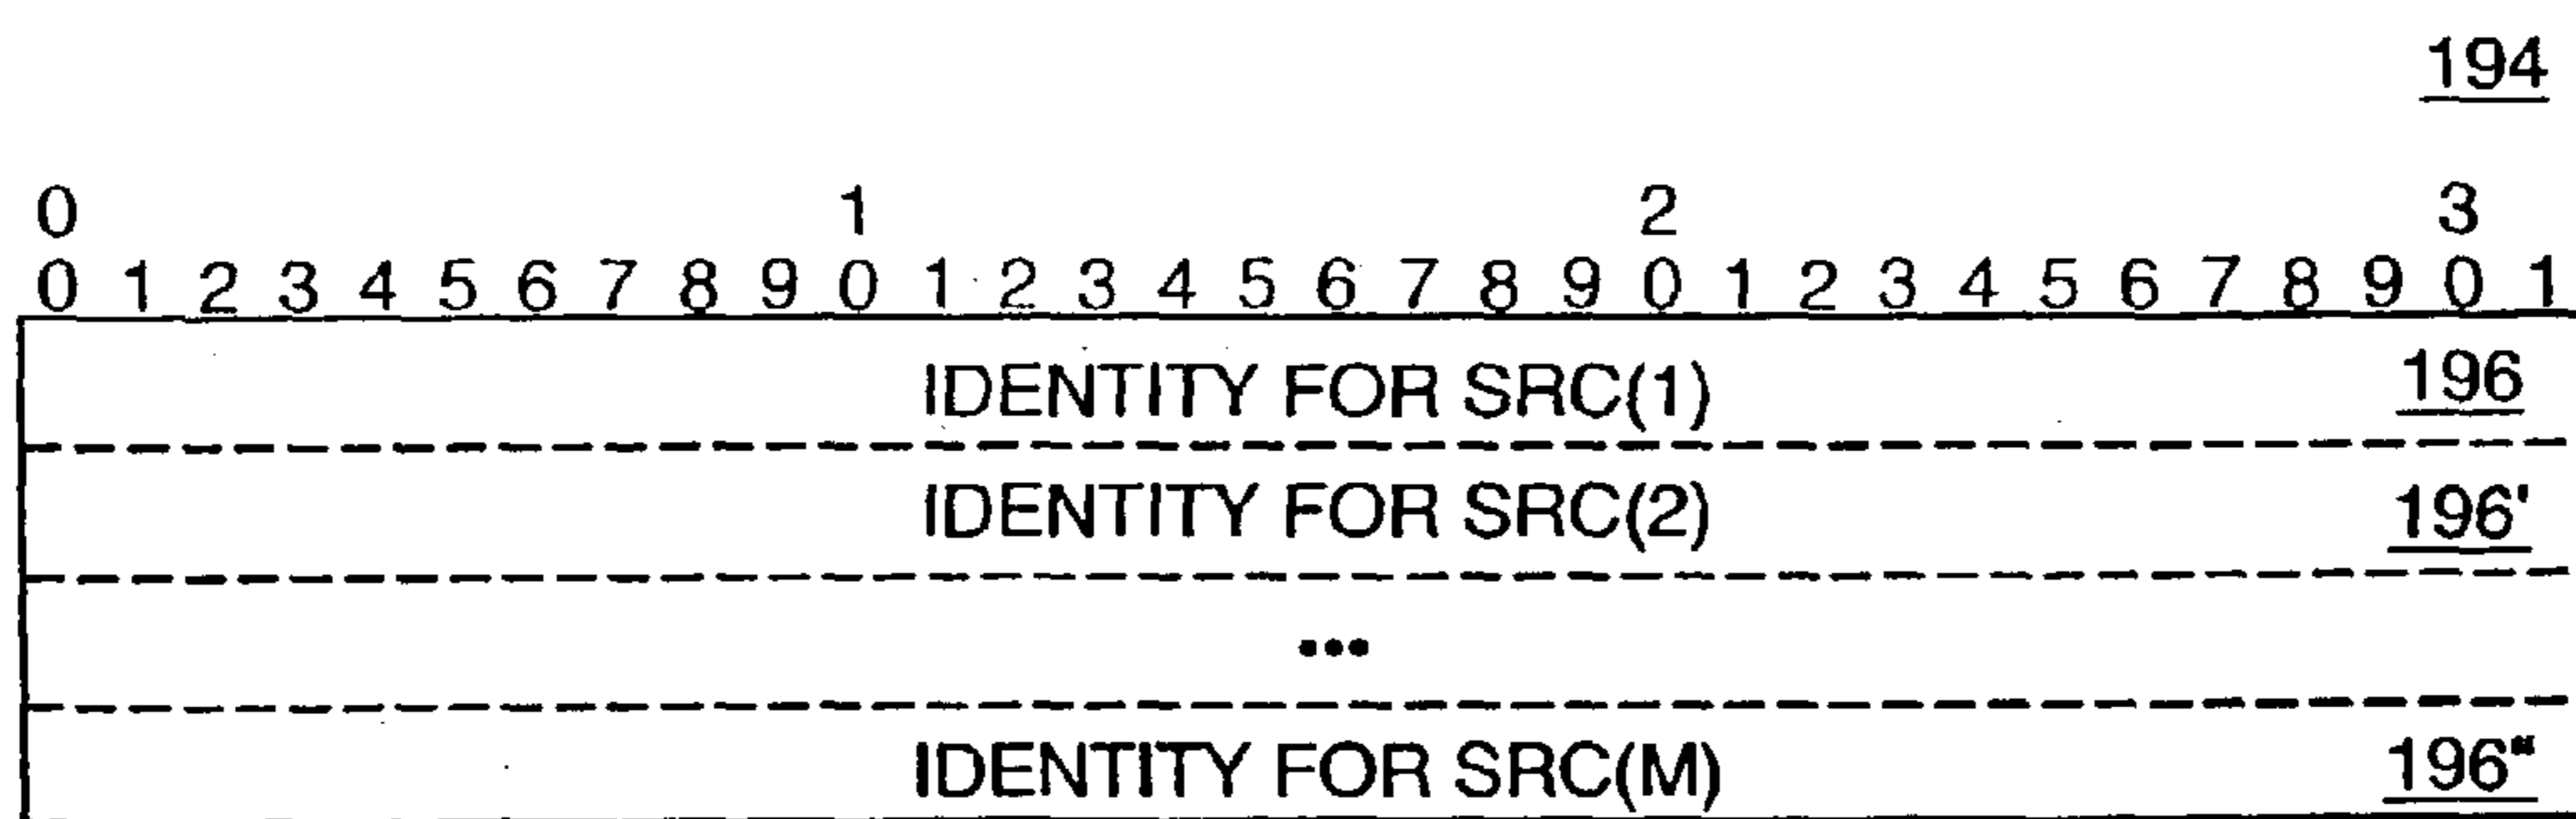 194
0 1 2 3
0 1 2 3 4 5 6 7 8 9 0 1 2 3 4 5 6 7 8 9 0 1 2 3 4 5 6 7 8 9 0 1
IDENTITY FOR SRC(1) 196
IDENTITY FOR SRC(2) 196'
•••
IDENTITY FOR SRC(M) 196"